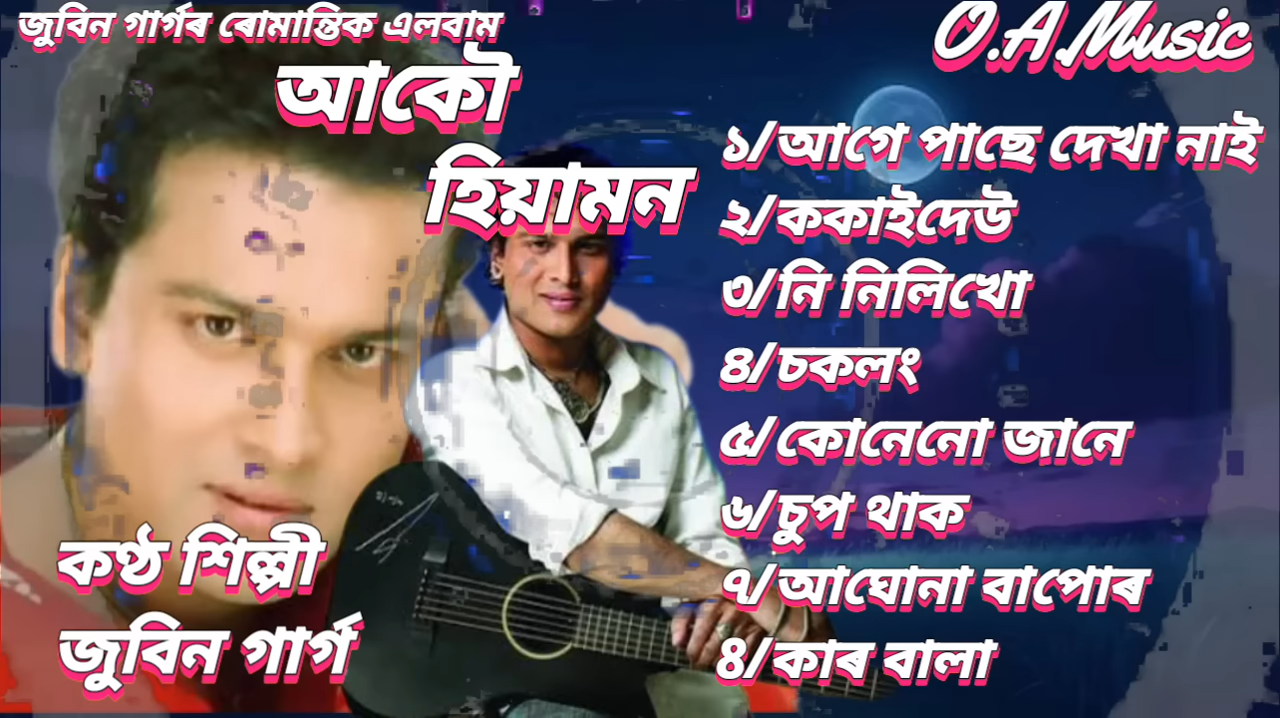 জুবিন গাৰ্গৰ ৰোমান্তিক এলবাম
আকৌ
হিয়ামন
O.A.Music
১/আগে পাছে দেখা নাই
২/ককাইদেউ
৩/নি নিলিখো
৪/চকলং
৫/কোনেনো জানে
৬/চুপ থাক
৭/আঘোনা বাপোৰ
৪/কাৰ বালা
কণ্ঠ শিল্পী
জুবিন গাৰ্গ